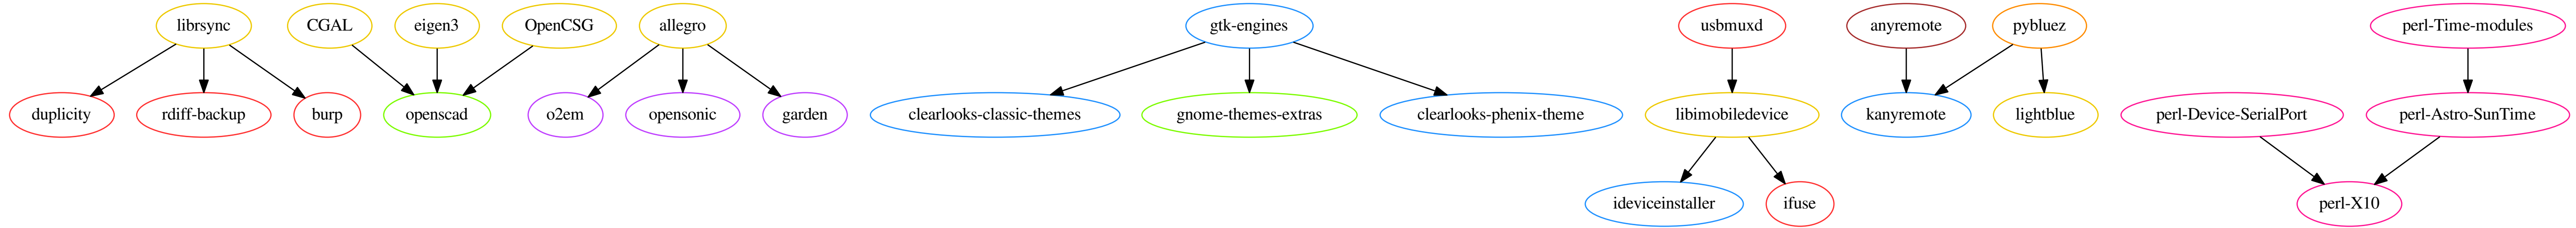 librsync
CGAL
eigen3
OpenCSG
allegro
gtk-engines
usbmuxd
anyremote
pybluez
perl-Time-modules
duplicity
rdiff-backup
burp
openscad
o2em
opensonic
garden
clearlooks-classic-themes
gnome-themes-extras
clearlooks-phenix-theme
libimobiledevice
kanyremote
lightblue
perl-Device-SerialPort
perl-Astro-SunTime
ideviceinstaller
ifuse
perl-X10